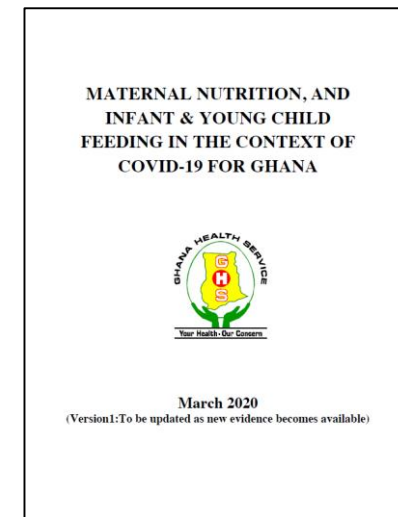 MATERNAL NUTRITION, AND
INFANT & YOUNG CHILD
FEEDING IN THE CONTEXT OF
COVID-19 FOR GHANA
GHANA HEALTH SERVICE
G
H
S
Your Health - Our Concern
March 2020
(Version1:To be updated as new evidence becomes available)